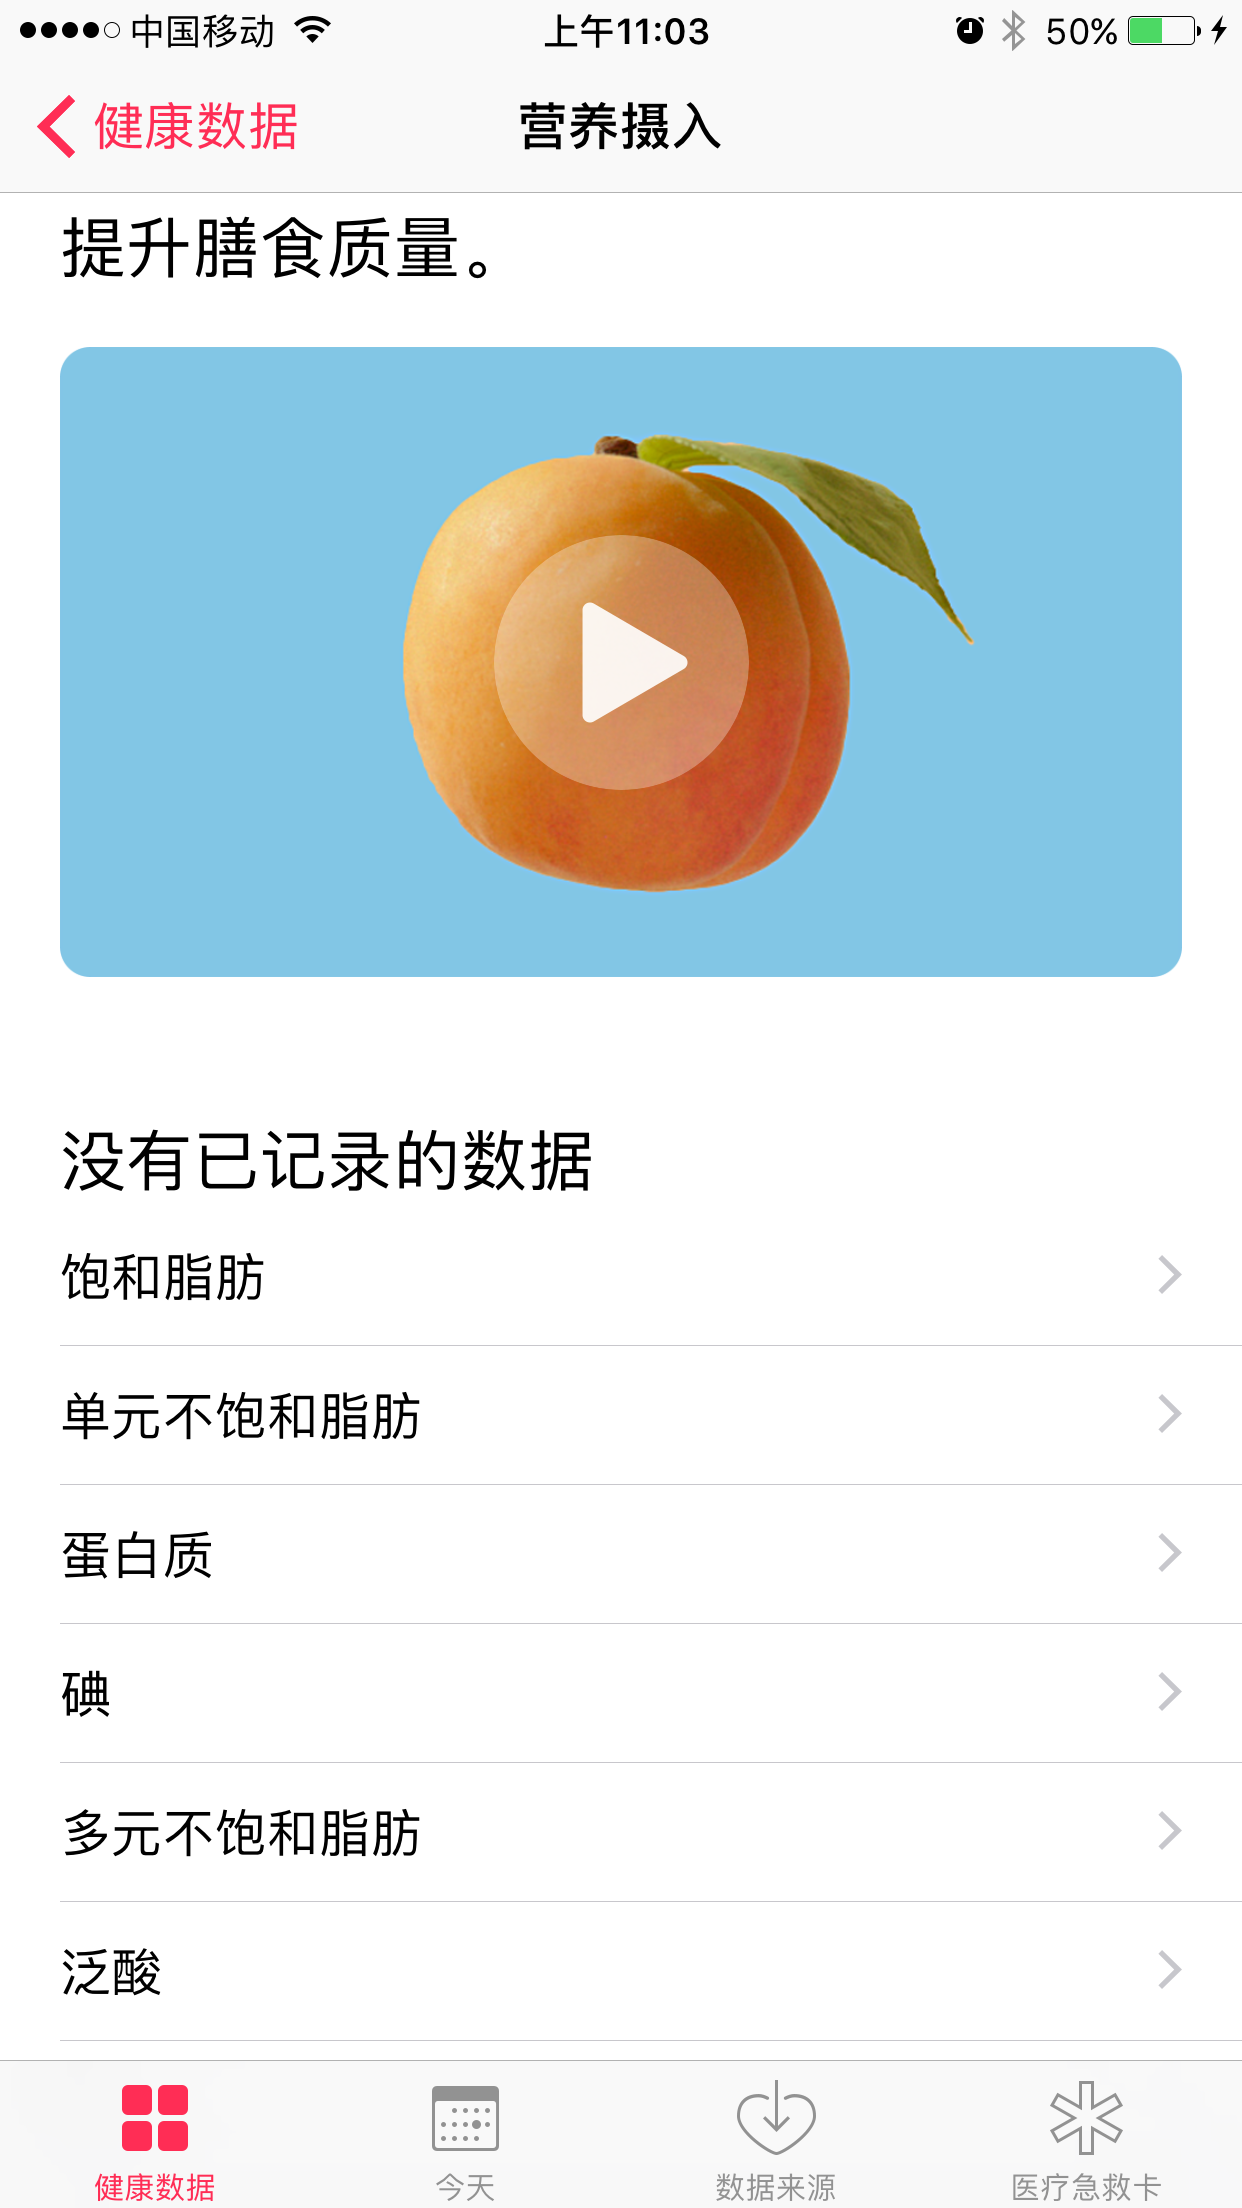 中国移动 上午11:03 50%
健康数据 营养摄入
提升膳食质量。
没有已记录的数据
饱和脂肪
单元不饱和脂肪
蛋白质
碘
多元不饱和脂肪
泛酸
健康数据 今天 数据来源 医疗急救卡